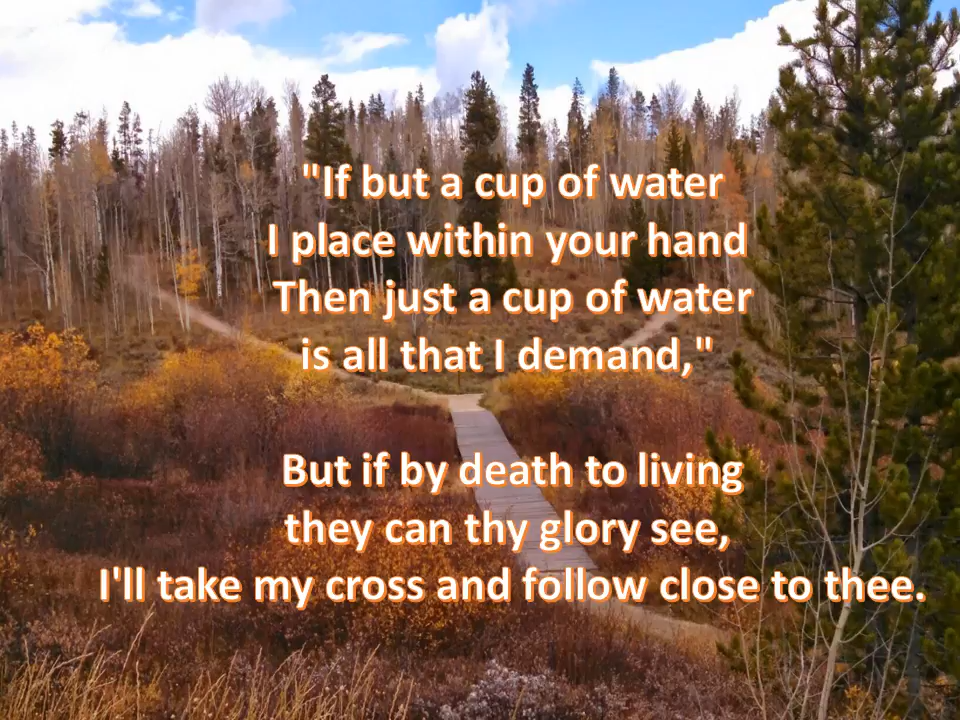 "If but a cup of water
I place within your hand
Then just a cup of water
is all that I demand,"
But if by death to living
they can thy glory see,
I'll take my cross and follow close to thee.